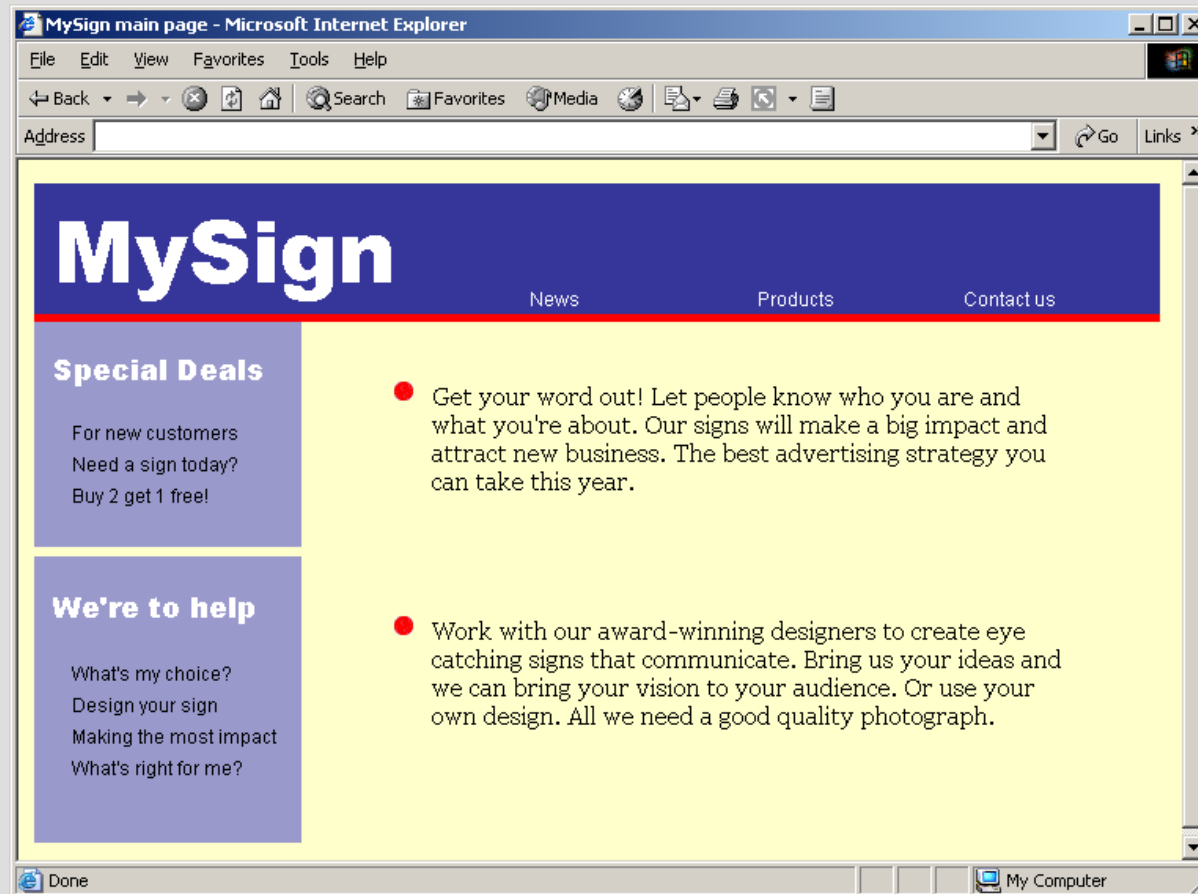 MySign main page - Microsoft Internet Explorer
File Edit View Favorites Tools Help
Back Search Favorites Media
Address Go Links
MySign
News Products Contact us
Special Deals
For new customers
Need a sign today?
Buy 2 get 1 free!
We're to help
What's my choice?
Design your sign
Making the most impact
What's right for me?
Get your word out! Let people know who you are and
what you're about. Our signs will make a big impact and
attract new business. The best advertising strategy you
can take this year.
Work with our award-winning designers to create eye
catching signs that communicate. Bring us your ideas and
we can bring your vision to your audience. Or use your
own design. All we need a good quality photograph.
Done My Computer